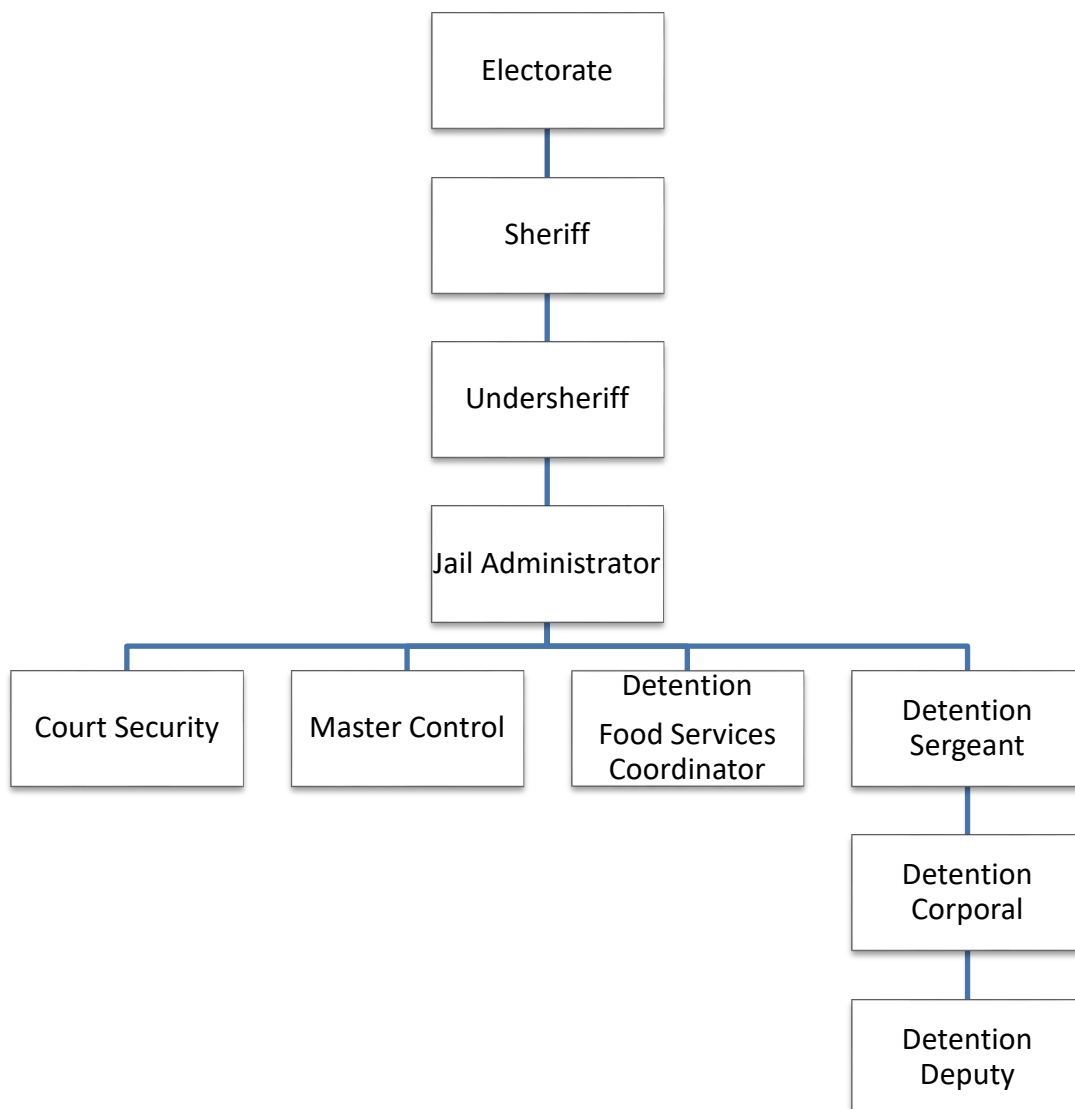 Electorate
Sheriff
Undersheriff
Jail Administrator
Court Security
Master Control
Detention
Food Services
Coordinator
Detention
Sergeant
Detention
Corporal
Detention
Deputy